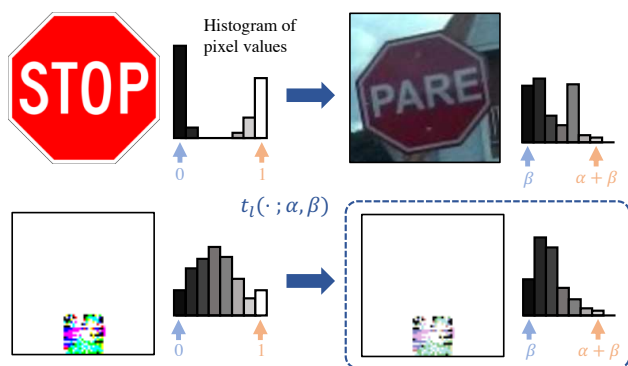 STOP
Histogram of
pixel values
PARE
0
1
β
α + β
t_l(· ; α, β)
0
1
β
α + β